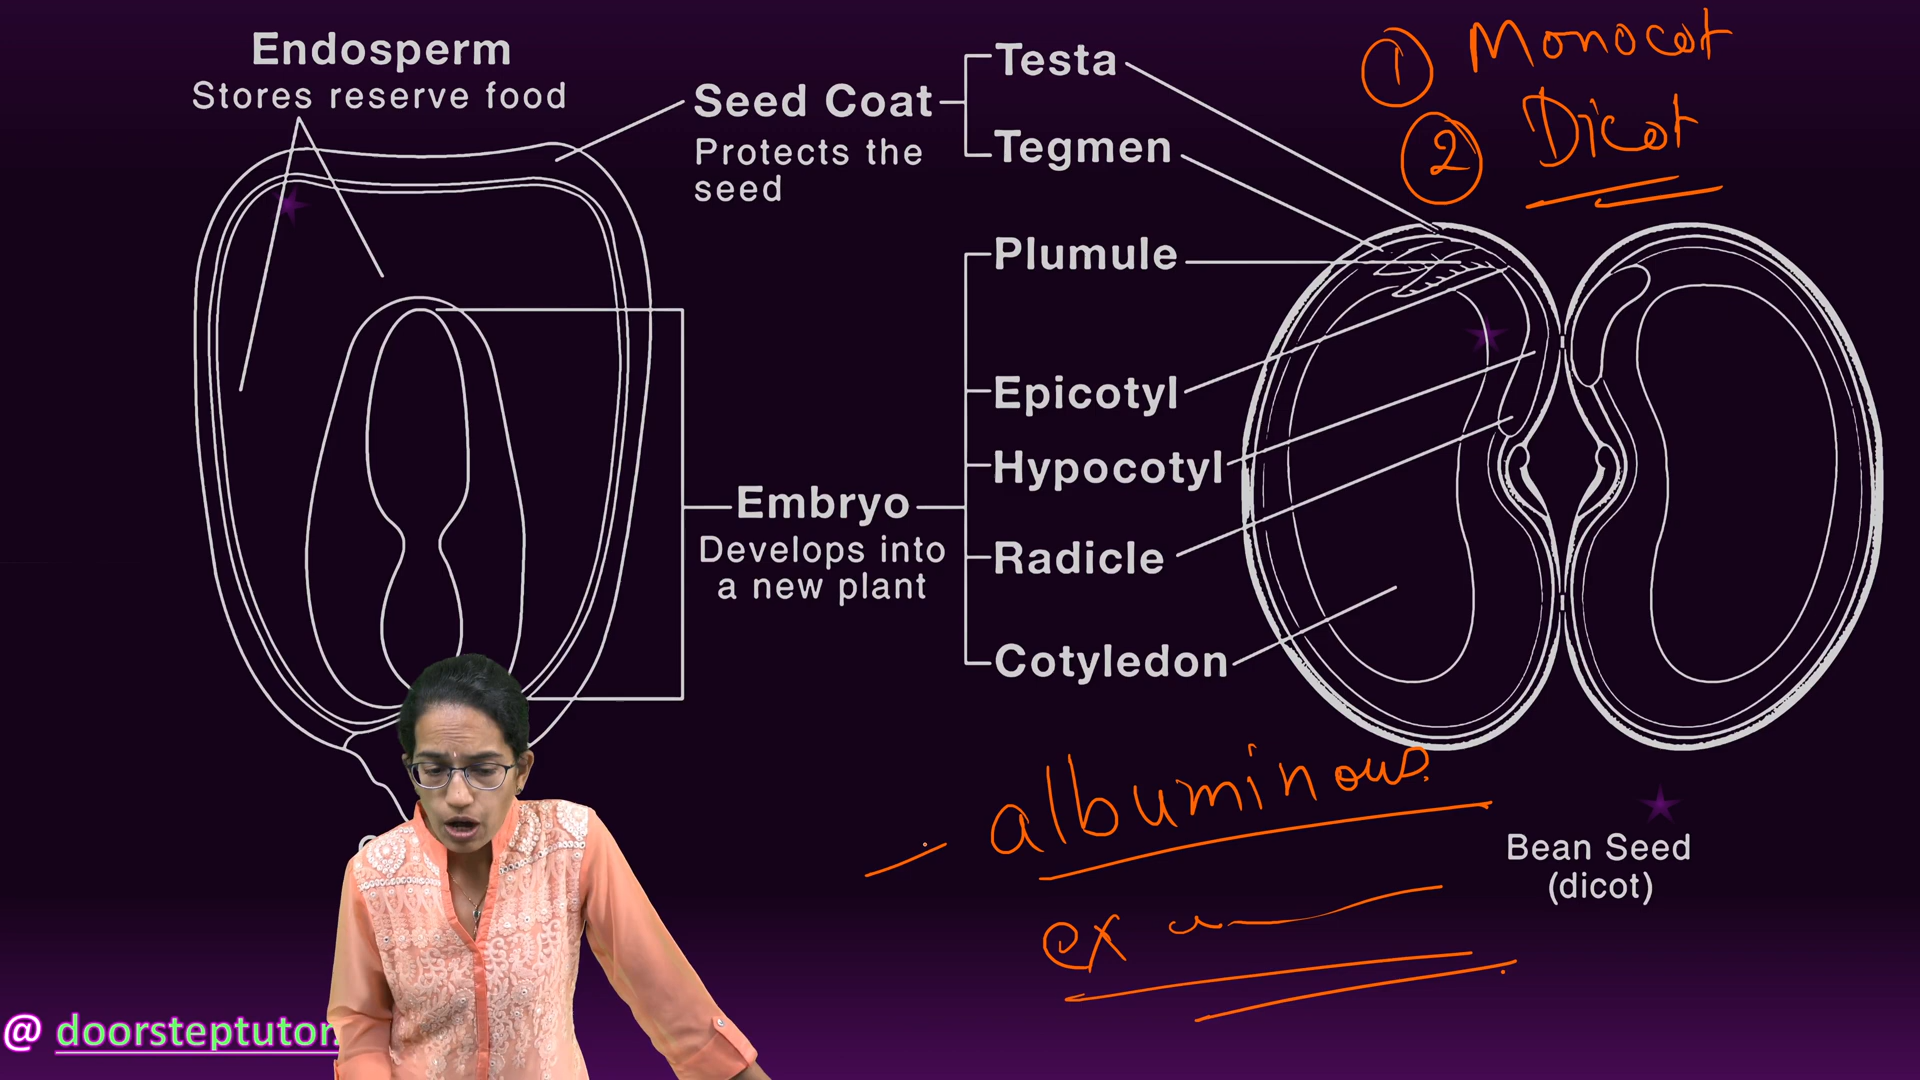 Endosperm
Stores reserve food
Seed Coat
Protects the
seed
Testa
Tegmen
Plumule
Epicotyl
Hypocotyl
Radicle
Cotyledon
Embryo
Develops into
a new plant
① Monocot
② Dicot
albuminous
ex
Bean Seed
(dicot)
@ doorsteptutor